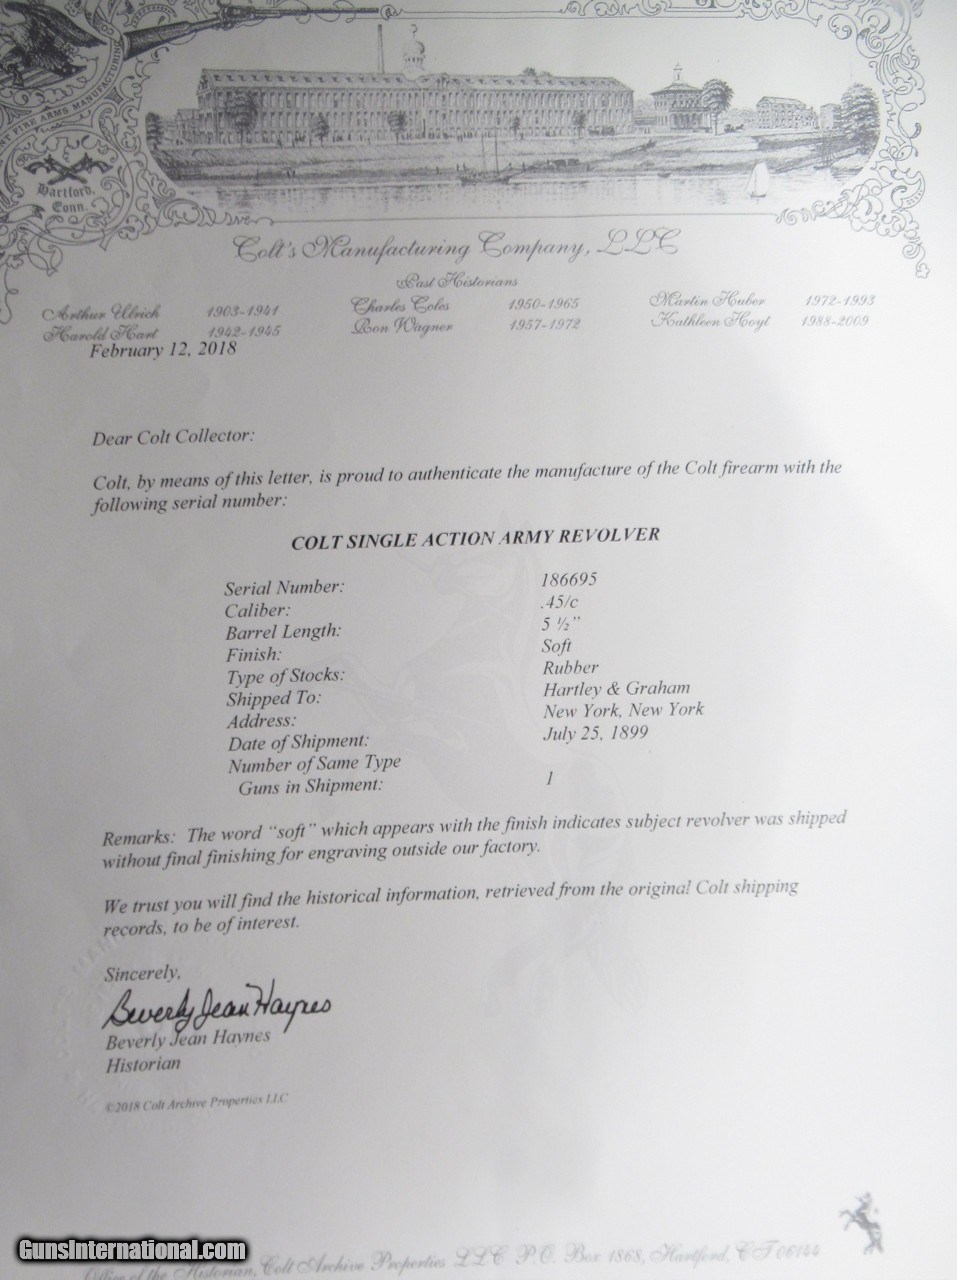 NT FIRE ARMS MANUFACTURING
Hartford,
Conn.
Colt's Manufacturing Company, LLC
Past Historians
Arthur Ulrich 1903-1941 Charles Coles 1950-1965 Martin Huber 1972-1993
Harold Hart 1942-1945 Ron Wagner 1957-1972 Kathleen Hoyt 1988-2009
February 12, 2018
Dear Colt Collector:
Colt, by means of this letter, is proud to authenticate the manufacture of the Colt firearm with the
following serial number:
COLT SINGLE ACTION ARMY REVOLVER
Serial Number: 186695
Caliber: .45/c
Barrel Length: 5 ½"
Finish: Soft
Type of Stocks: Rubber
Shipped To: Hartley & Graham
Address: New York, New York
Date of Shipment: July 25, 1899
Number of Same Type
Guns in Shipment: 1
Remarks: The word "soft" which appears with the finish indicates subject revolver was shipped
without final finishing for engraving outside our factory.
We trust you will find the historical information, retrieved from the original Colt shipping
records, to be of interest.
Sincerely,
Beverly Jean Haynes
Beverly Jean Haynes
Historian
©2018 Colt Archive Properties LLC
Office of the Historian, Colt Archive Properties LLC P.O. Box 1868, Hartford, CT 06144
GunsInternational.com